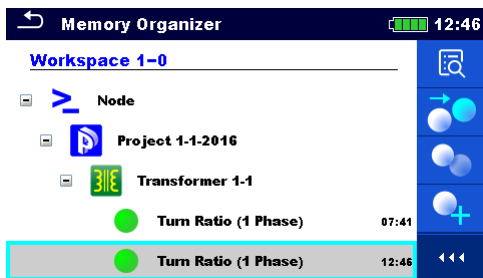 Memory Organizer 12:46
Workspace 1-0
Node
Project 1-1-2016
Transformer 1-1
Turn Ratio (1 Phase) 07:41
Turn Ratio (1 Phase) 12:46